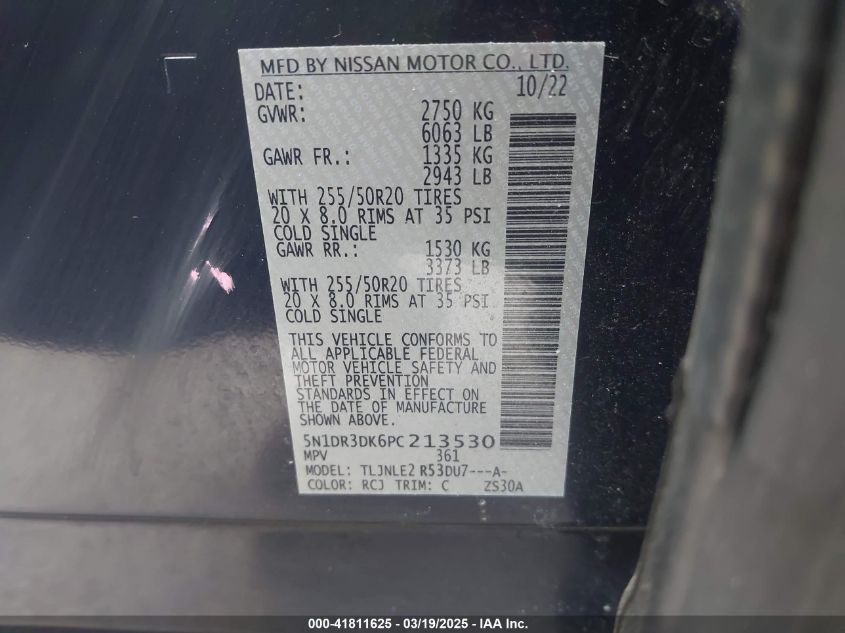 MFD BY NISSAN MOTOR CO., LTD.
DATE: 10/22
GVWR: 2750 KG
6063 LB
GAWR FR.: 1335 KG
2943 LB
WITH 255/50R20 TIRES
20 X 8.0 RIMS AT 35 PSI
COLD SINGLE
GAWR RR.: 1530 KG
3373 LB
WITH 255/50R20 TIRES
20 X 8.0 RIMS AT 35 PSI
COLD SINGLE
THIS VEHICLE CONFORMS TO
ALL APPLICABLE FEDERAL
MOTOR VEHICLE SAFETY AND
THEFT PREVENTION
STANDARDS IN EFFECT ON
THE DATE OF MANUFACTURE
SHOWN ABOVE.
5N1DR3DK6PC213530
MPV 361
MODEL: TLJNLE2 R53DU7---A-
COLOR: RCJ TRIM: C ZS30A
000-41811625 - 03/19/2025 - IAA Inc.